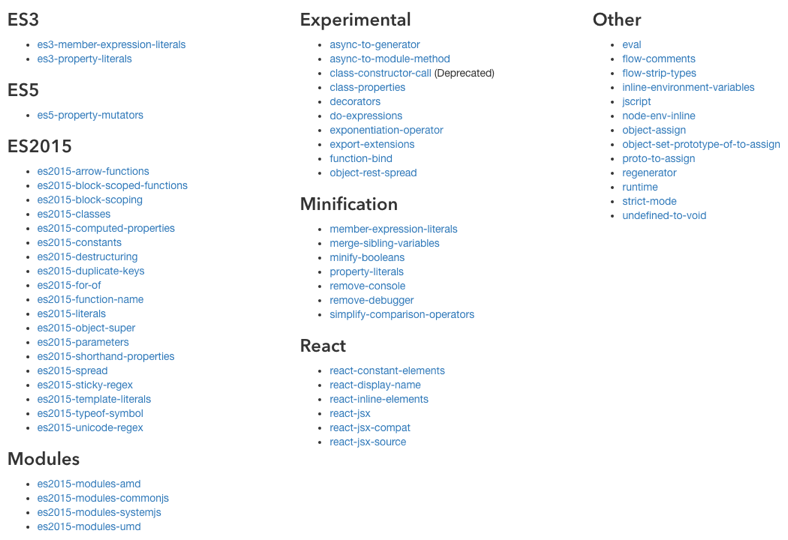 ES3
es3-member-expression-literals
es3-property-literals
ES5
es5-property-mutators
ES2015
es2015-arrow-functions
es2015-block-scoped-functions
es2015-block-scoping
es2015-classes
es2015-computed-properties
es2015-constants
es2015-destructuring
es2015-duplicate-keys
es2015-for-of
es2015-function-name
es2015-literals
es2015-object-super
es2015-parameters
es2015-shorthand-properties
es2015-spread
es2015-sticky-regex
es2015-template-literals
es2015-typeof-symbol
es2015-unicode-regex
Modules
es2015-modules-amd
es2015-modules-commonjs
es2015-modules-systemjs
es2015-modules-umd
Experimental
async-to-generator
async-to-module-method
class-constructor-call (Deprecated)
class-properties
decorators
do-expressions
exponentiation-operator
export-extensions
function-bind
object-rest-spread
Minification
member-expression-literals
merge-sibling-variables
minify-booleans
property-literals
remove-console
remove-debugger
simplify-comparison-operators
React
react-constant-elements
react-display-name
react-inline-elements
react-jsx
react-jsx-compat
react-jsx-source
Other
eval
flow-comments
flow-strip-types
inline-environment-variables
jscript
node-env-inline
object-assign
object-set-prototype-of-to-assign
proto-to-assign
regenerator
runtime
strict-mode
undefined-to-void